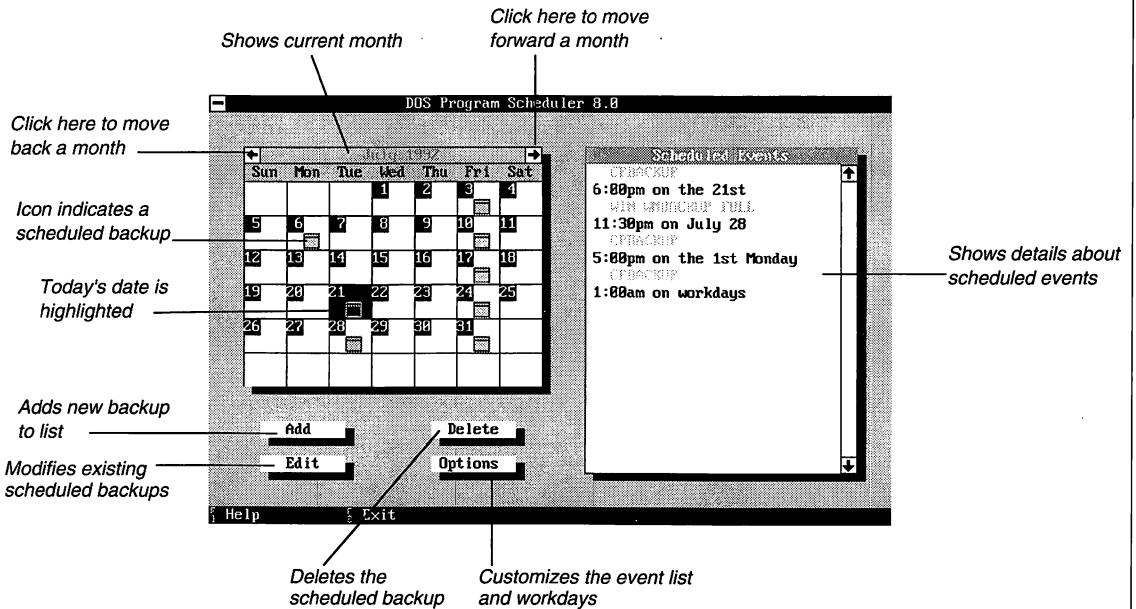 Click here to move
forward a month
Shows current month
DOS Program Scheduler 8.0
Click here to move
back a month
July 1992
Sun Mon Tue Wed Thu Fri Sat
1 2 3 4
5 6 7 8 9 10 11
12 13 14 15 16 17 18
19 20 21 22 23 24 25
26 27 28 29 30 31
Icon indicates a
scheduled backup
Today's date is
highlighted
Scheduled Events
CPBACKUP
6:00pm on the 21st
WIN WNBACKUP FULL
11:30pm on July 28
CPBACKUP
5:00pm on the 1st Monday
CPBACKUP
1:00am on workdays
Shows details about
scheduled events
Adds new backup
to list
Modifies existing
scheduled backups
Add
Delete
Edit
Options
Help
Exit
Deletes the
scheduled backup
Customizes the event list
and workdays